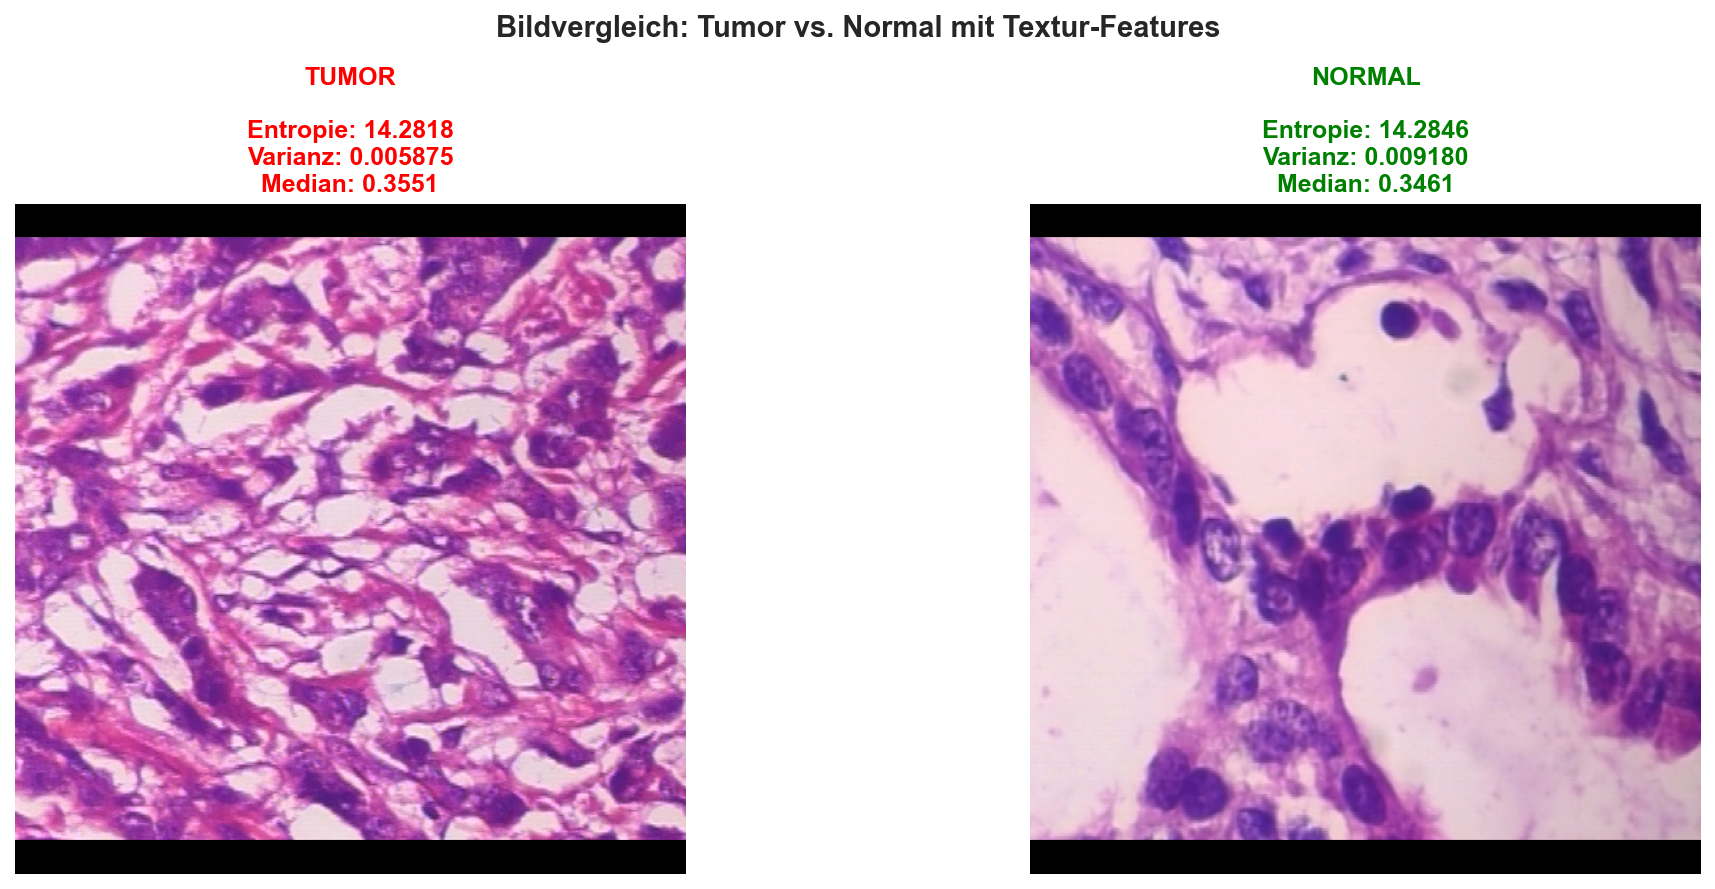 Bildvergleich: Tumor vs. Normal mit Textur-Features
TUMOR
Entropie: 14.2818
Varianz: 0.005875
Median: 0.3551
NORMAL
Entropie: 14.2846
Varianz: 0.009180
Median: 0.3461